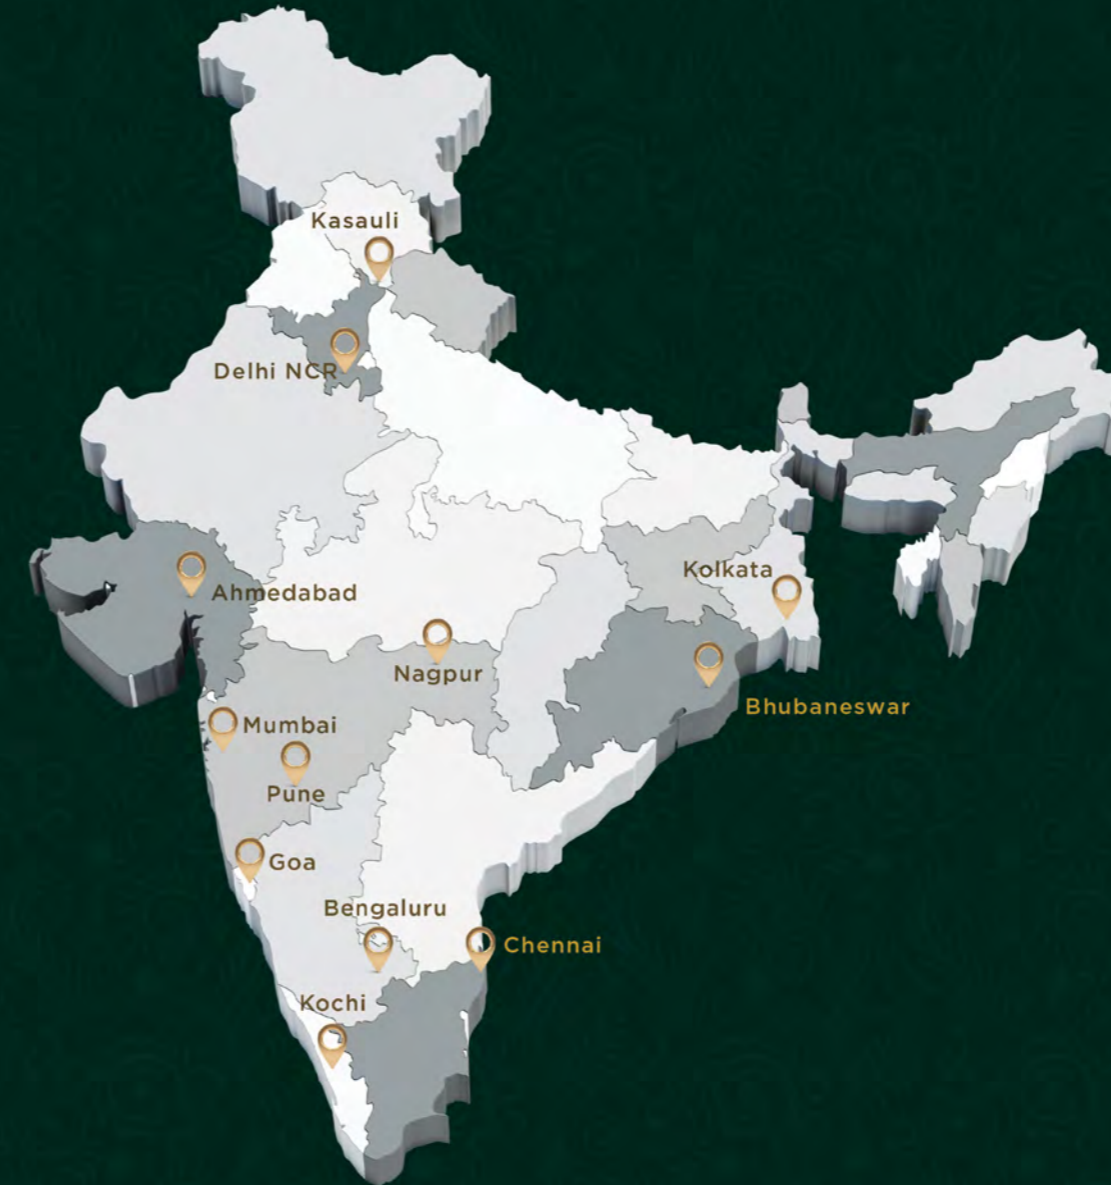 Kasauli
Delhi NCR
Kolkata
Ahmedabad
Nagpur
Bhubaneswar
Mumbai
Pune
Goa
Bengaluru
Chennai
Kochi